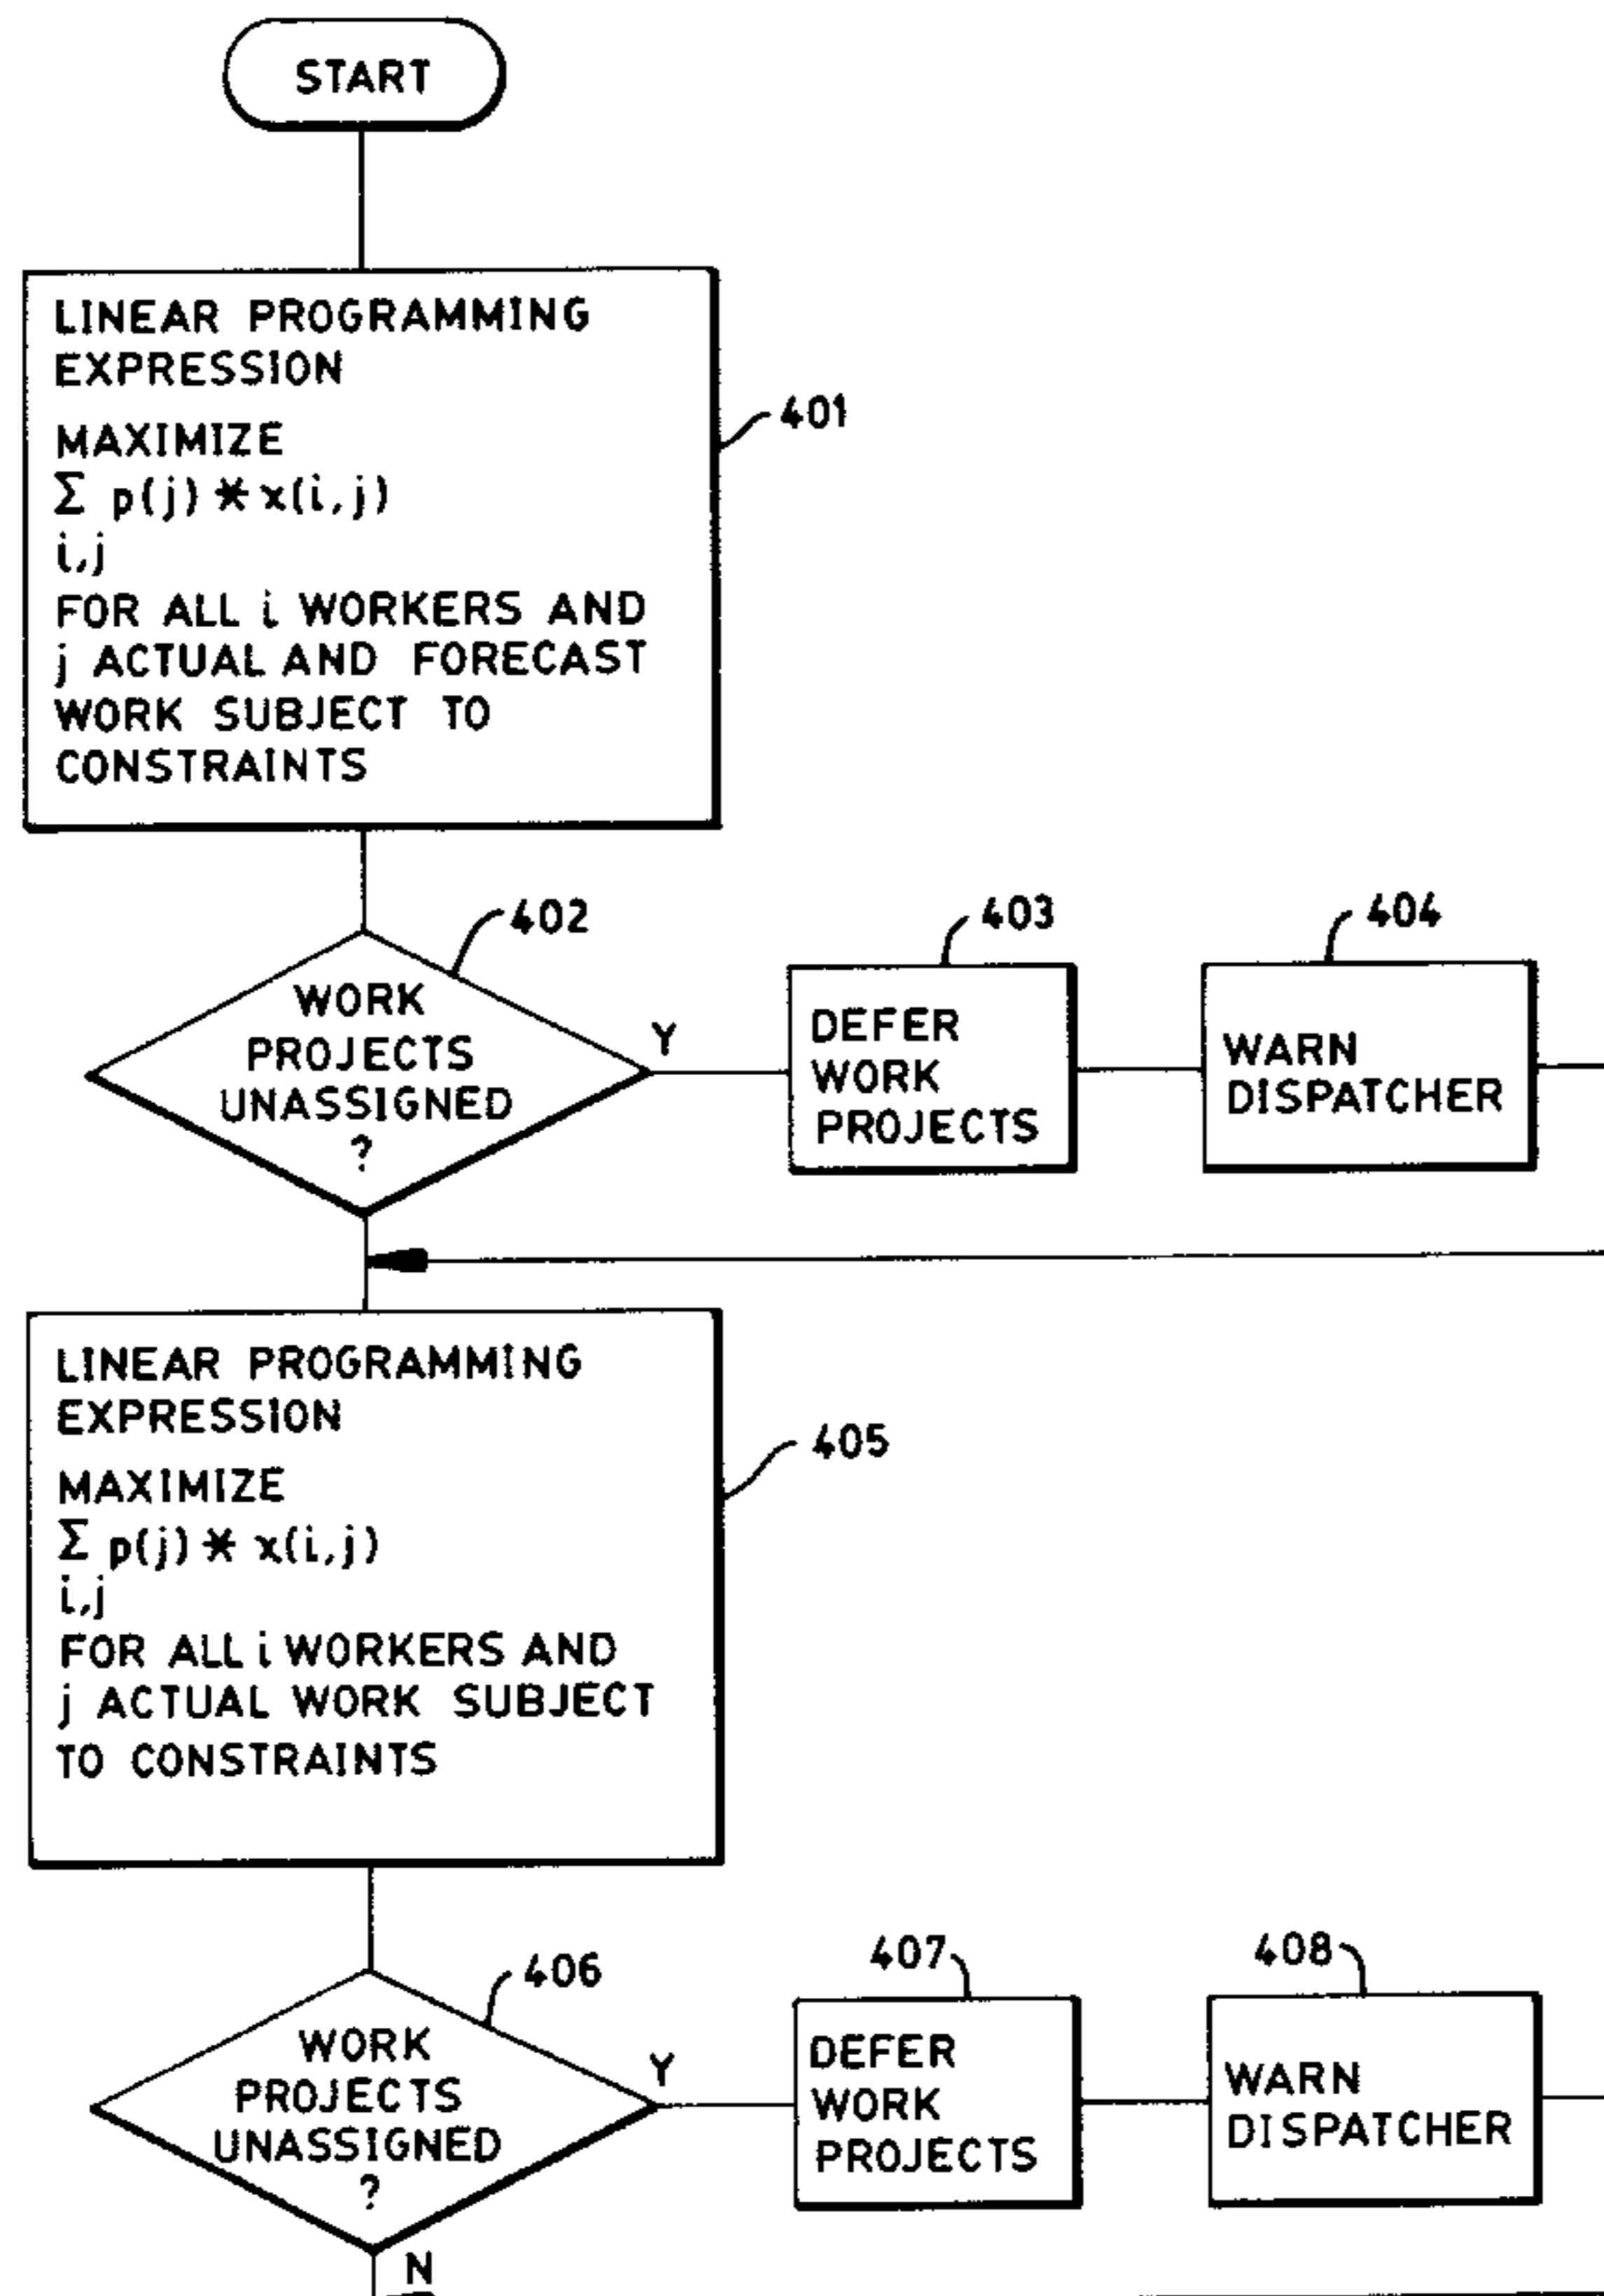 START
LINEAR PROGRAMMING
EXPRESSION
MAXIMIZE
Σ p(j) * x(i,j)
i,j
FOR ALL i WORKERS AND
j ACTUAL AND FORECAST
WORK SUBJECT TO
CONSTRAINTS
401
402
WORK
PROJECTS
UNASSIGNED
?
Y
403
DEFER
WORK
PROJECTS
404
WARN
DISPATCHER
LINEAR PROGRAMMING
EXPRESSION
MAXIMIZE
Σ p(j) * x(i,j)
i,j
FOR ALL i WORKERS AND
j ACTUAL WORK SUBJECT
TO CONSTRAINTS
405
406
WORK
PROJECTS
UNASSIGNED
?
Y
N
407
DEFER
WORK
PROJECTS
408
WARN
DISPATCHER